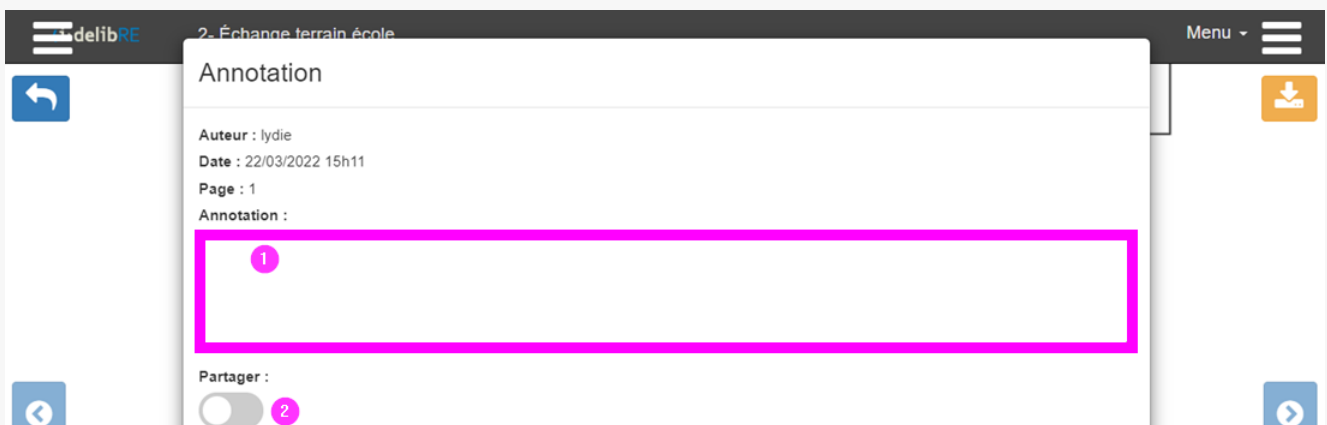 delibRE
2- Échange terrain école
Menu
Annotation
Auteur : lydie
Date : 22/03/2022 15h11
Page : 1
Annotation :
1
Partager :
2